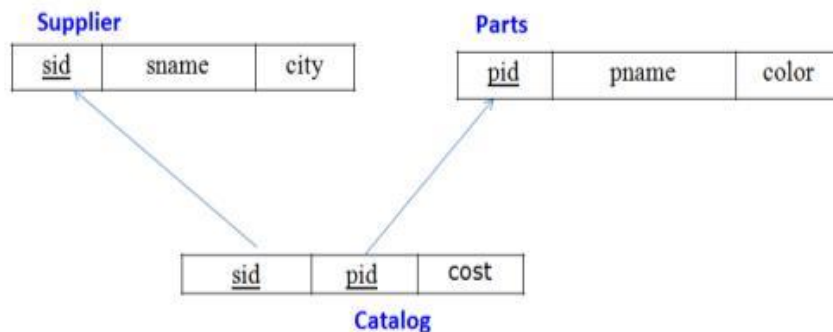 Supplier
sid sname city
Parts
pid pname color
sid pid cost
Catalog